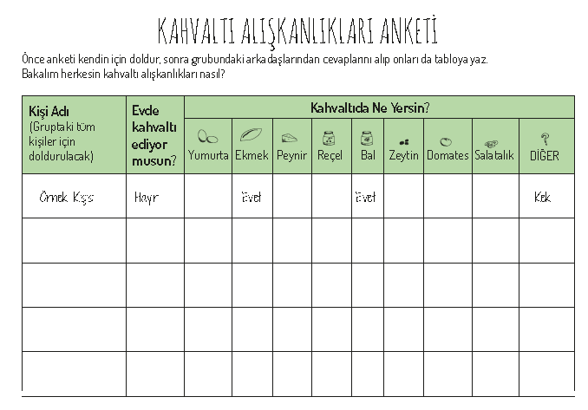 KAHVALTI ALIŞKANLIKLARI ANKETİ
Önce anketi kendin için doldur, sonra grubundaki arkadaşlarından cevaplarını alıp onları da tabloya yaz.
Bakalım herkesin kahvaltı alışkanlıkları nasıl?
Kişi Adı
(Gruptaki tüm
kişiler için
doldurulacak)
Evde
kahvaltı
ediyor
musun?
Kahvaltıda Ne Yersin?
Yumurta Ekmek Peynir Reçel Bal Zeytin Domates Salatalık DİĞER
Örnek Kişi Hayır Evet Evet Kek